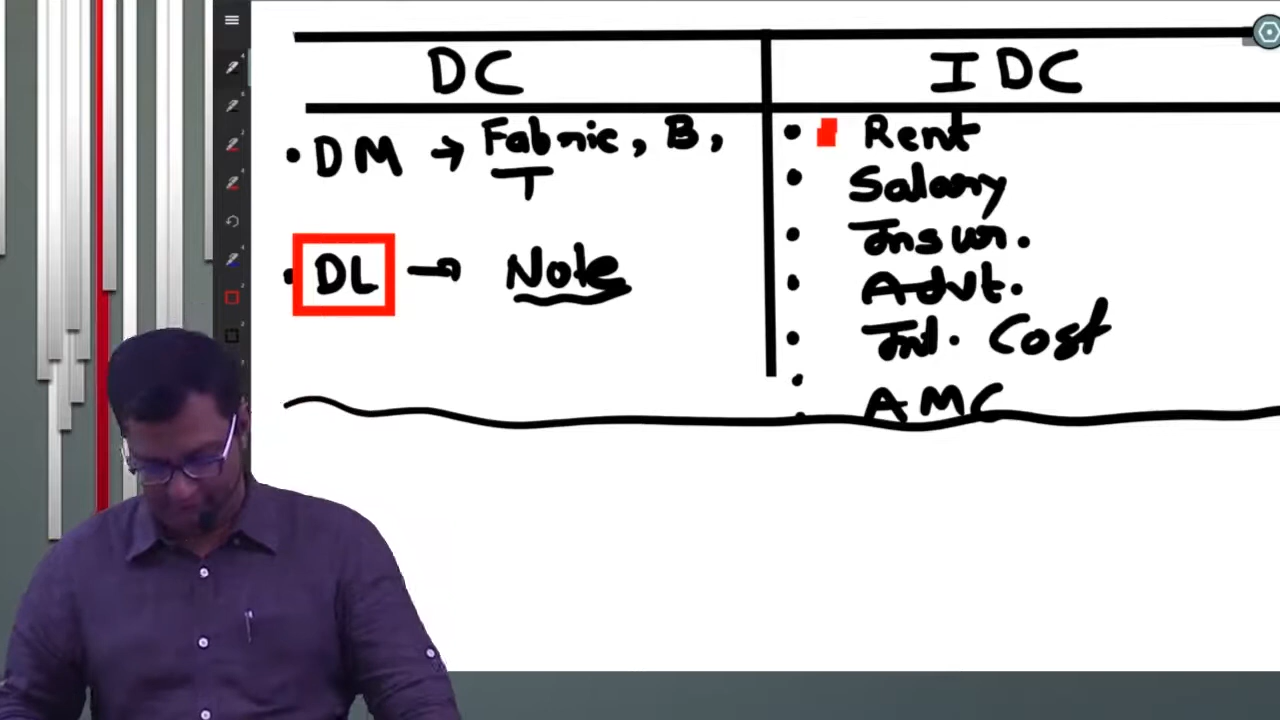 DC
IDC
• DM → Fabric, B,
T
• DL → Note
• Rent
• Salary
• Insur.
• Advt.
• Int. Cost
• AMC